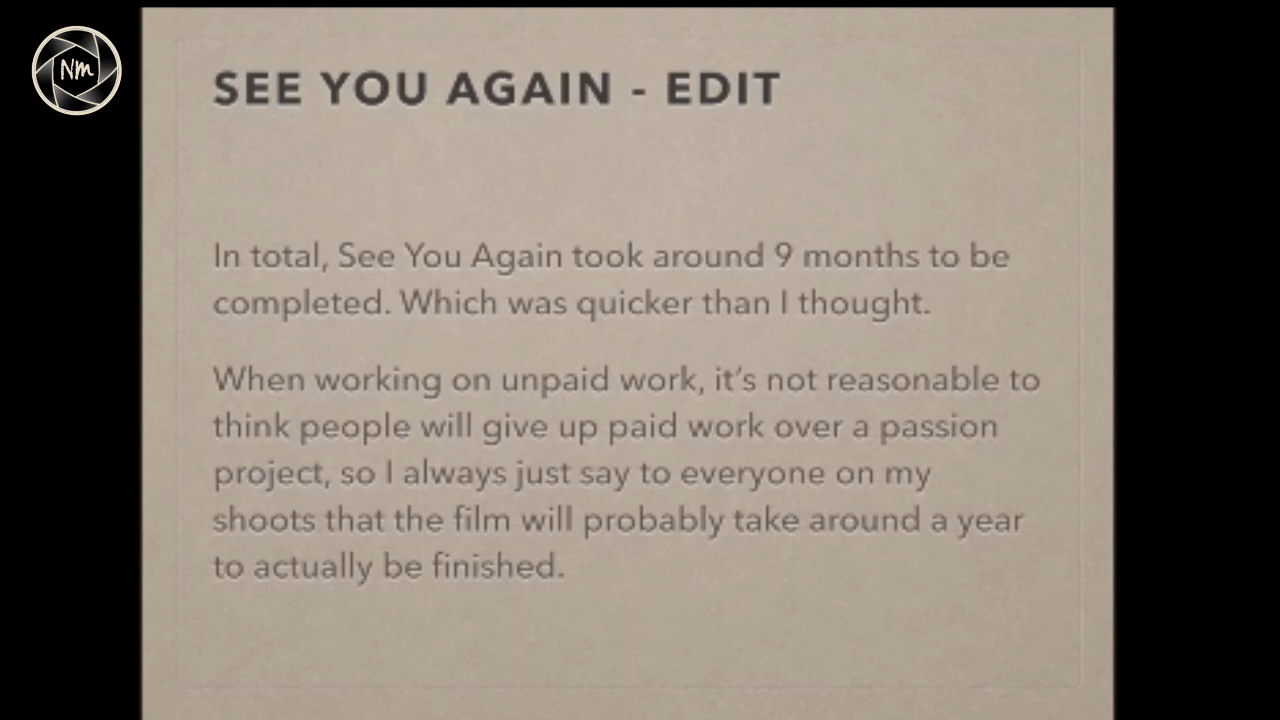 Nm
SEE YOU AGAIN - EDIT
In total, See You Again took around 9 months to be
completed. Which was quicker than I thought.
When working on unpaid work, it's not reasonable to
think people will give up paid work over a passion
project, so I always just say to everyone on my
shoots that the film will probably take around a year
to actually be finished.